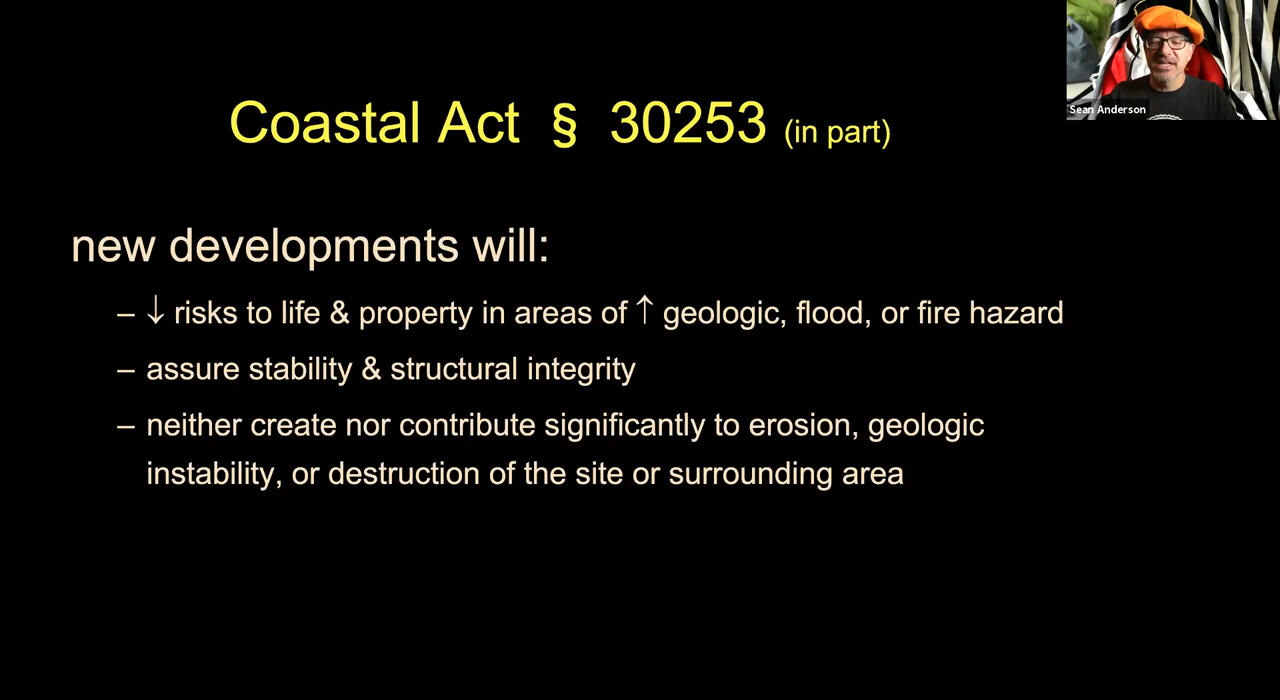 Coastal Act § 30253 (in part)
Sean Anderson
new developments will:
– ↓ risks to life & property in areas of ↑ geologic, flood, or fire hazard
– assure stability & structural integrity
– neither create nor contribute significantly to erosion, geologic
instability, or destruction of the site or surrounding area